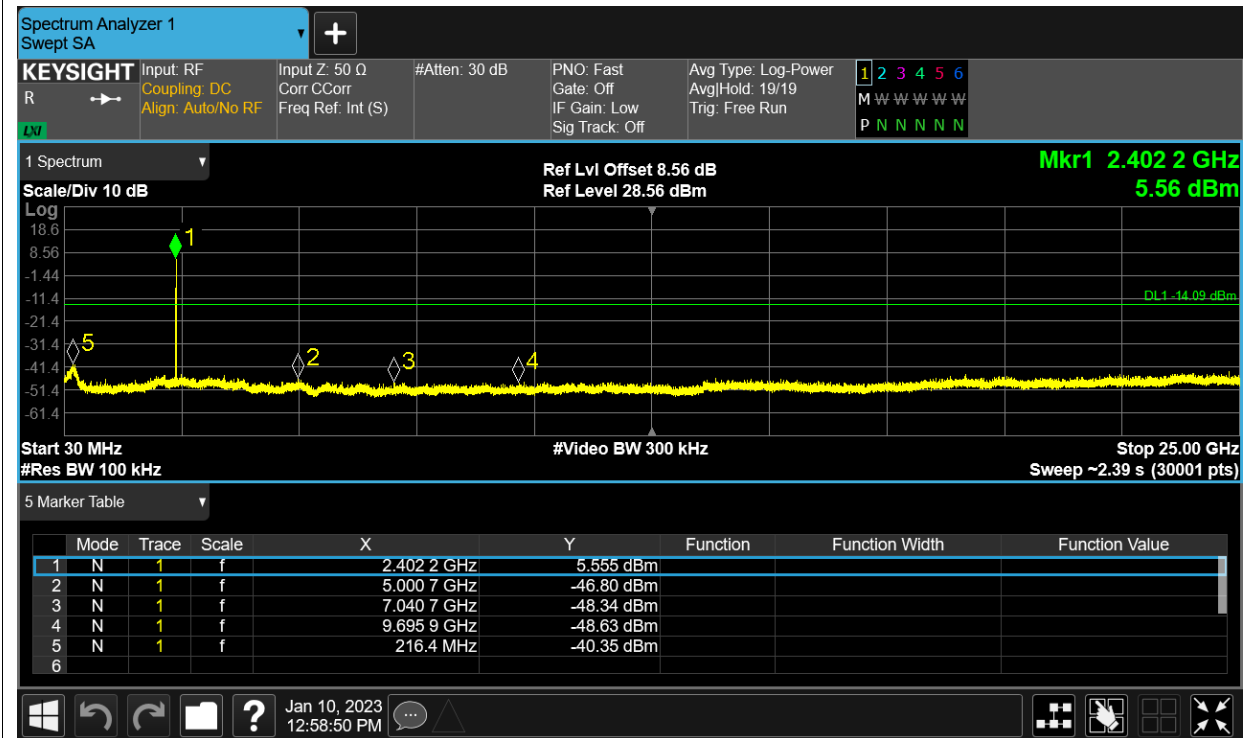 Spectrum Analyzer 1
Swept SA
KEYSIGHT
R
LXI
Input: RF
Coupling: DC
Align: Auto/No RF
Input Z: 50 Ω
Corr CCorr
Freq Ref: Int (S)
#Atten: 30 dB
PNO: Fast
Gate: Off
IF Gain: Low
Sig Track: Off
Avg Type: Log-Power
Avg|Hold: 19/19
Trig: Free Run
1 2 3 4 5 6
M W W W W W
P N N N N N
1 Spectrum
Scale/Div 10 dB
Ref Lvl Offset 8.56 dB
Ref Level 28.56 dBm
Mkr1 2.402 2 GHz
5.56 dBm
Log
18.6
8.56
-1.44
-11.4
-21.4
-31.4
-41.4
-51.4
-61.4
1
DL1 -14.09 dBm
5
2
3
4
Start 30 MHz
#Video BW 300 kHz
Stop 25.00 GHz
#Res BW 100 kHz
Sweep ~2.39 s (30001 pts)
5 Marker Table
Mode Trace Scale X Y Function Function Width Function Value
1 N 1 f 2.402 2 GHz 5.555 dBm
2 N 1 f 5.000 7 GHz -46.80 dBm
3 N 1 f 7.040 7 GHz -48.34 dBm
4 N 1 f 9.695 9 GHz -48.63 dBm
5 N 1 f 216.4 MHz -40.35 dBm
6
?
Jan 10, 2023
12:58:50 PM